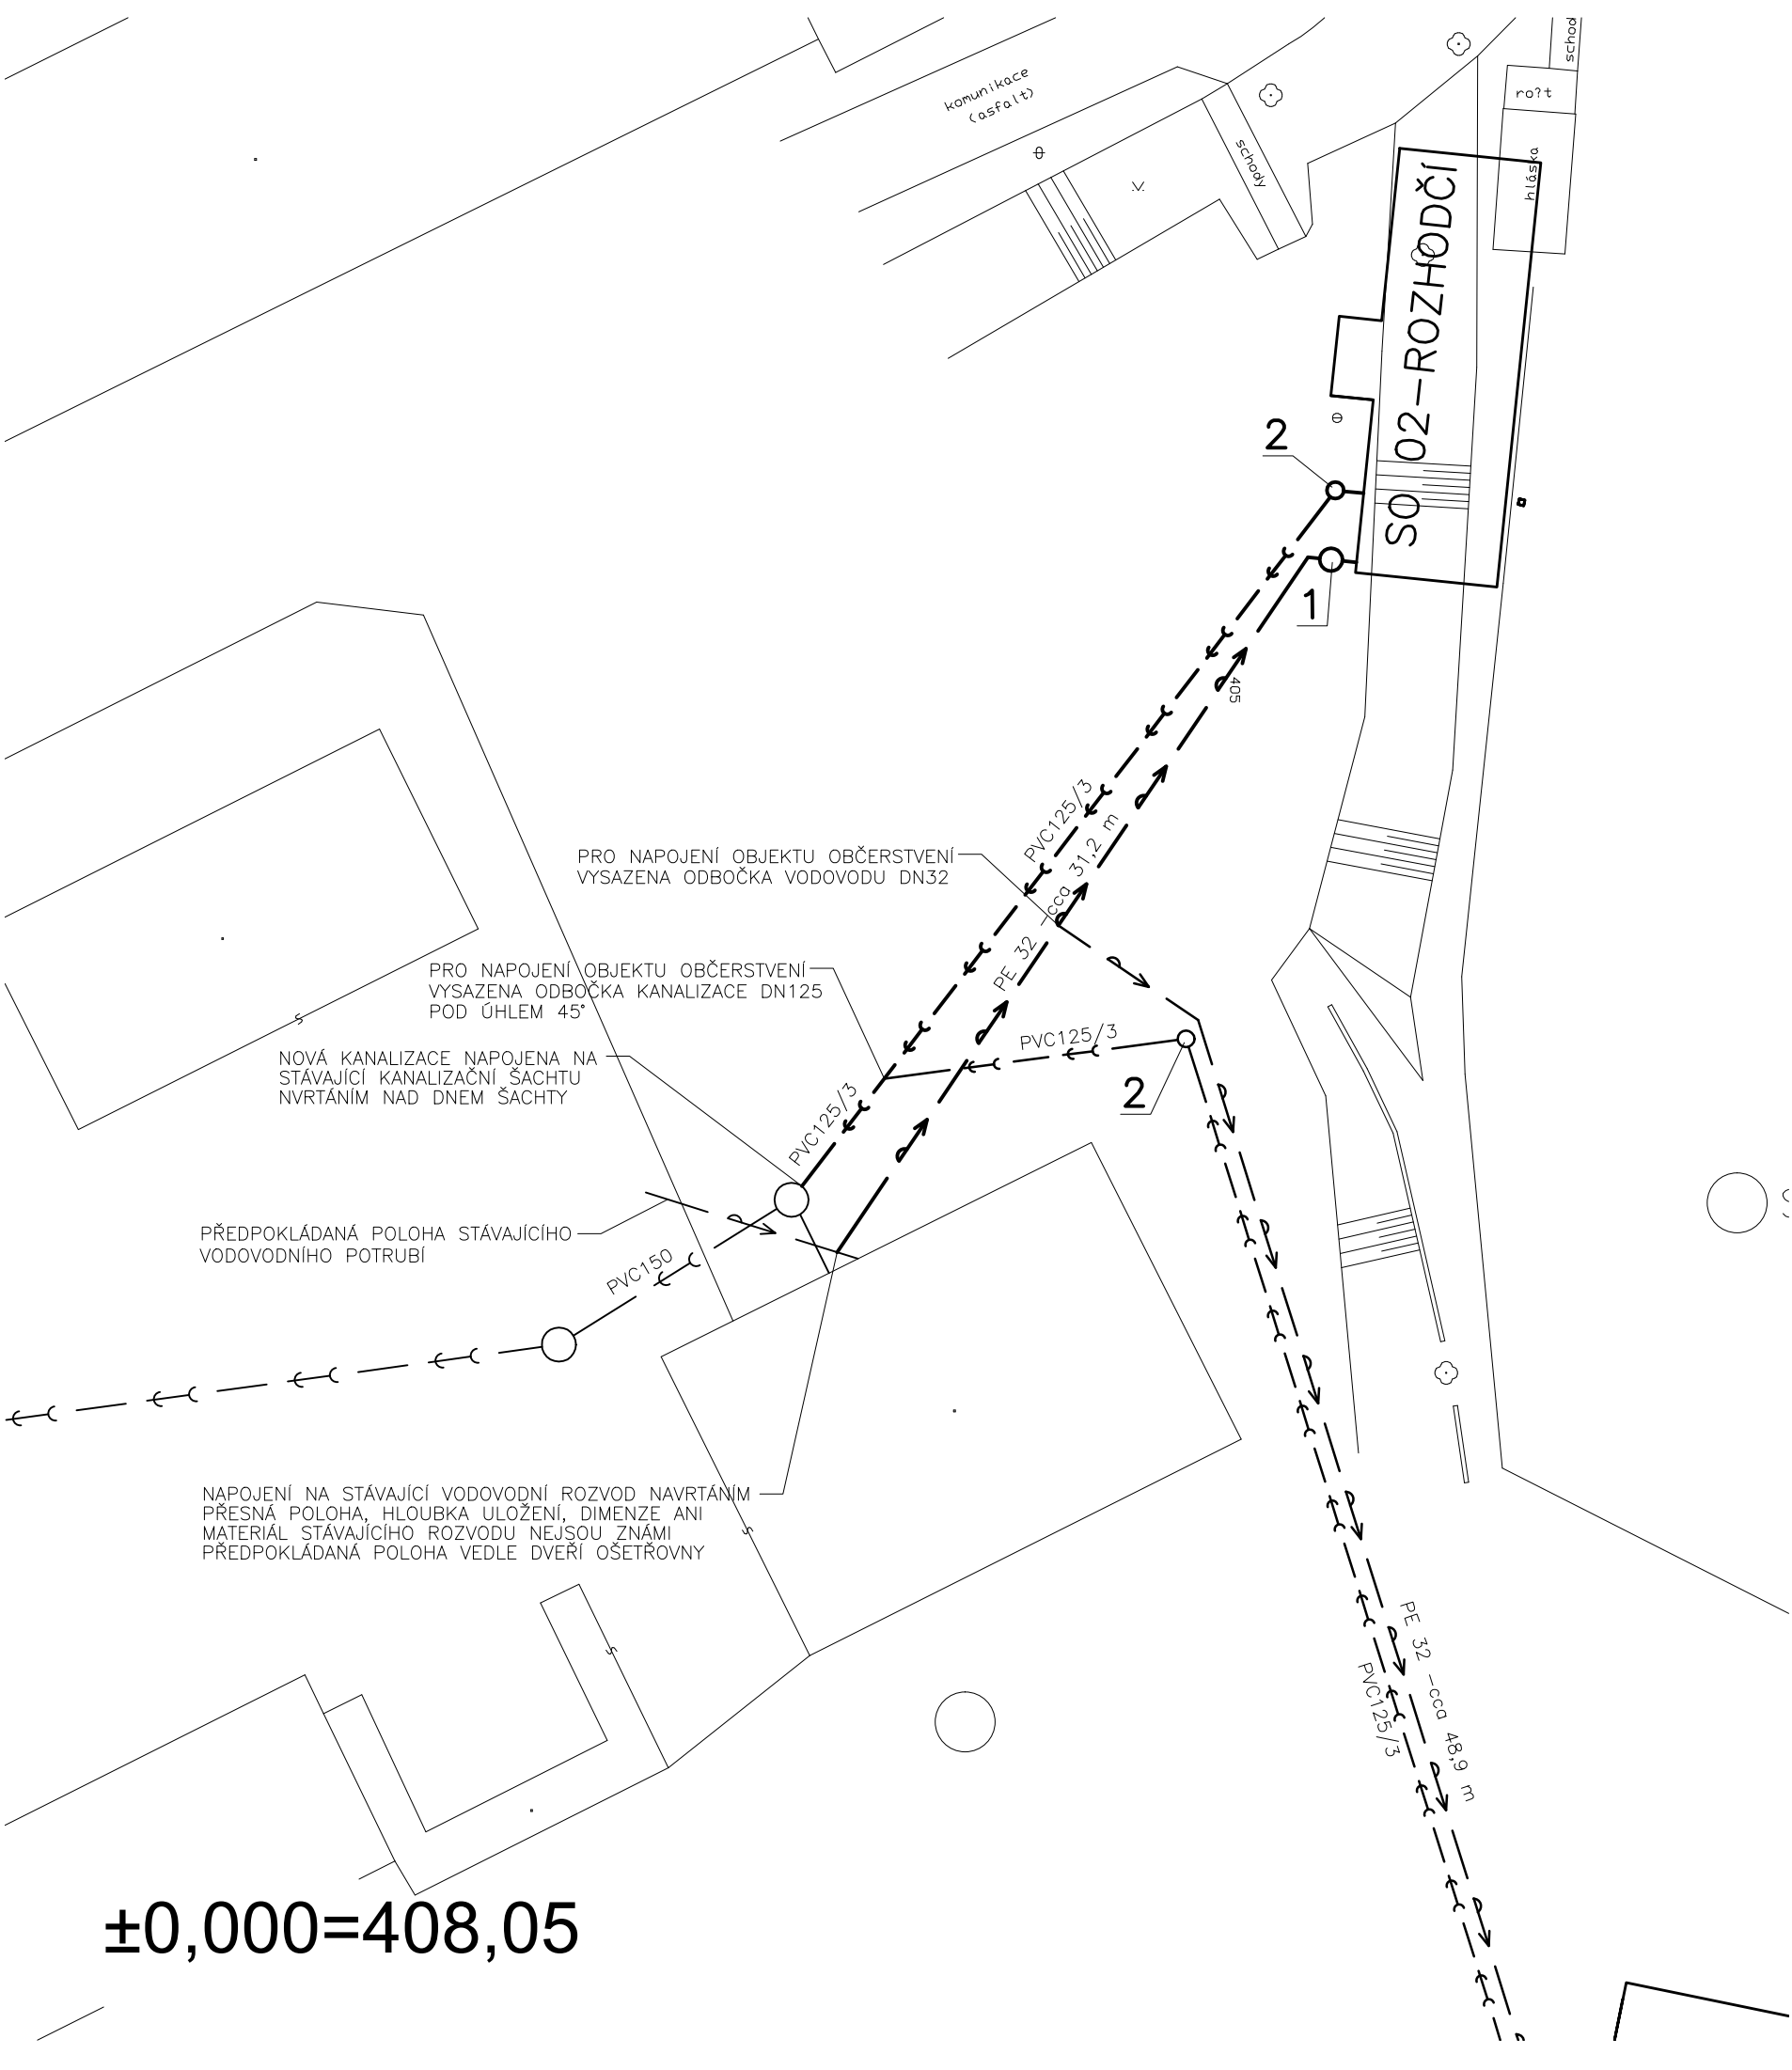 komunikace
(asfalt)
schody
schod
ro?t
hláska
SO 02-ROZHODČÍ
2
1
405
PVC125/3
PE 32 -cca 31,2 m
PRO NAPOJENÍ OBJEKTU OBČERSTVENÍ
VYSAZENA ODBOČKA VODOVODU DN32
PRO NAPOJENÍ OBJEKTU OBČERSTVENÍ
VYSAZENA ODBOČKA KANALIZACE DN125
POD ÚHLEM 45°
PVC125/3
2
NOVÁ KANALIZACE NAPOJENA NA
STÁVAJÍCÍ KANALIZAČNÍ ŠACHTU
NVRTÁNÍM NAD DNEM ŠACHTY
PVC125/3
PŘEDPOKLÁDANÁ POLOHA STÁVAJÍCÍHO
VODOVODNÍHO POTRUBÍ
PVC150
NAPOJENÍ NA STÁVAJÍCÍ VODOVODNÍ ROZVOD NAVRTÁNÍM
PŘESNÁ POLOHA, HLOUBKA ULOŽENÍ, DIMENZE ANI
MATERIÁL STÁVAJÍCÍHO ROZVODU NEJSOU ZNÁMI
PŘEDPOKLÁDANÁ POLOHA VEDLE DVEŘÍ OŠETŘOVNY
PE 32 -cca 48,9 m
PVC125/3
±0,000=408,05